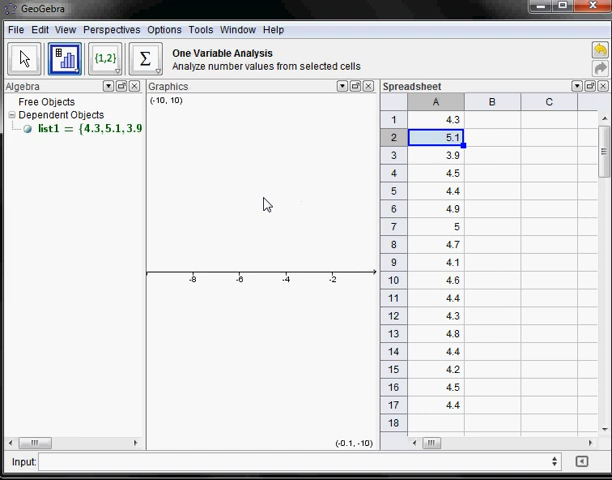 GeoGebra
File Edit View Perspectives Options Tools Window Help
{1,2}
Σ
One Variable Analysis
Analyze number values from selected cells
Algebra
Graphics
Spreadsheet
Free Objects
Dependent Objects
list1 = {4.3,5.1,3.9
(-10, 10)
-8 -6 -4 -2
(-0.1, -10)
A B C
1 4.3
2 5.1
3 3.9
4 4.5
5 4.4
6 4.9
7 5
8 4.7
9 4.1
10 4.6
11 4.4
12 4.3
13 4.8
14 4.4
15 4.2
16 4.5
17 4.4
18
Input: